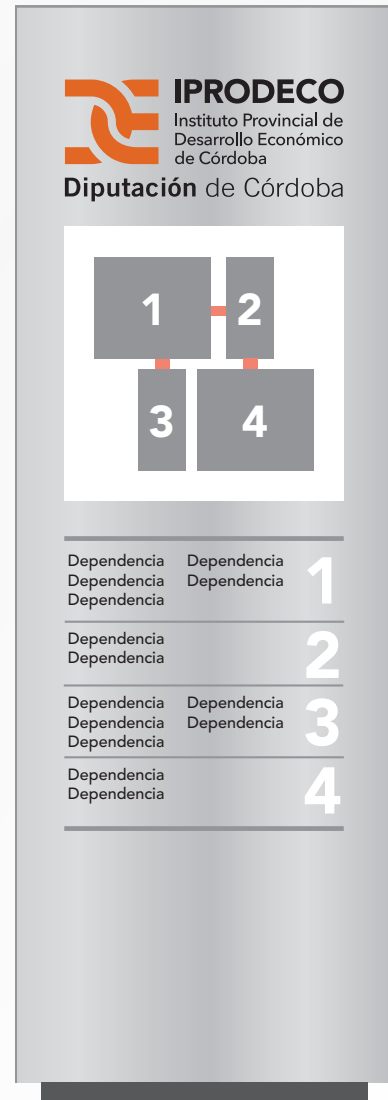 IPRODECO
Instituto Provincial de
Desarrollo Económico
de Córdoba
Diputación de Córdoba
1
2
3
4
Dependencia Dependencia
Dependencia Dependencia
Dependencia
1
Dependencia
Dependencia
2
Dependencia Dependencia
Dependencia Dependencia
Dependencia
3
Dependencia
Dependencia
4